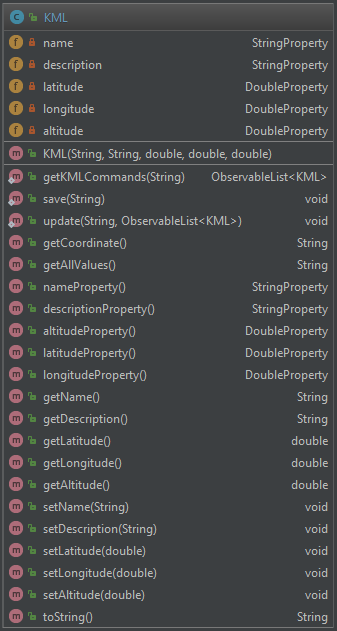 C KML
f name StringProperty
f description StringProperty
f latitude DoubleProperty
f longitude DoubleProperty
f altitude DoubleProperty
m KML(String, String, double, double, double)
m getKMLCommands(String) ObservableList<KML>
m save(String) void
m update(String, ObservableList<KML>) void
m getCoordinate() String
m getAllValues() String
m nameProperty() StringProperty
m descriptionProperty() StringProperty
m altitudeProperty() DoubleProperty
m latitudeProperty() DoubleProperty
m longitudeProperty() DoubleProperty
m getName() String
m getDescription() String
m getLatitude() double
m getLongitude() double
m getAltitude() double
m setName(String) void
m setDescription(String) void
m setLatitude(double) void
m setLongitude(double) void
m setAltitude(double) void
m toString() String